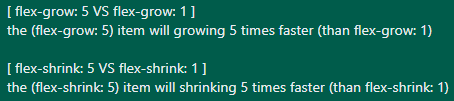 [ flex-grow: 5 VS flex-grow: 1 ]
the (flex-grow: 5) item will growing 5 times faster (than flex-grow: 1)
[ flex-shrink: 5 VS flex-shrink: 1 ]
the (flex-shrink: 5) item will shrinking 5 times faster (than flex-shrink: 1)